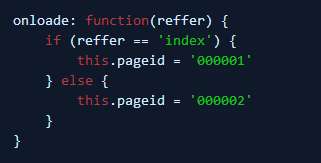 onloade: function(reffer) {
    if (reffer == 'index') {
        this.pageid = '000001'
    } else {
        this.pageid = '000002'
    }
}